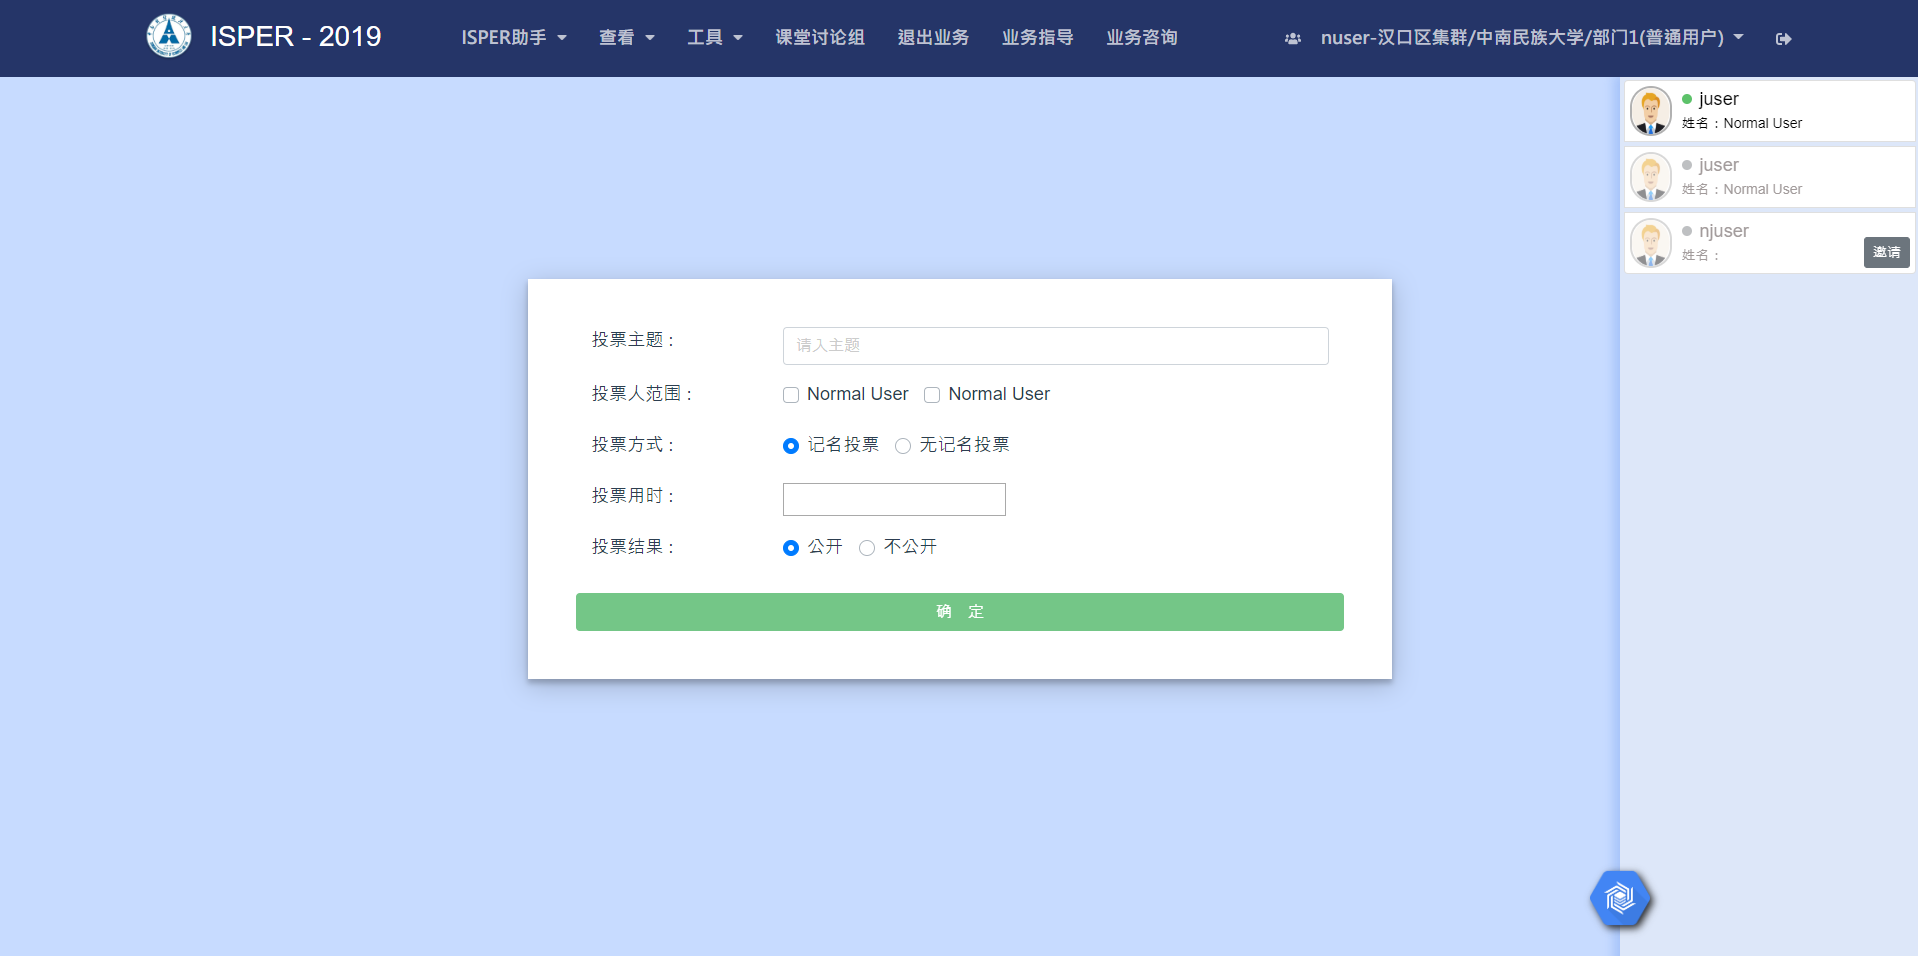 ISPER - 2019
ISPER助手 查看 工具 课堂讨论组 退出业务 业务指导 业务咨询
nuser-汉口区集群/中南民族大学/部门1(普通用户)
juser
姓名：Normal User
juser
姓名：Normal User
njuser
姓名：
邀请
投票主题：
请入主题
投票人范围：
Normal User Normal User
投票方式：
记名投票 无记名投票
投票用时：
投票结果：
公开 不公开
确 定